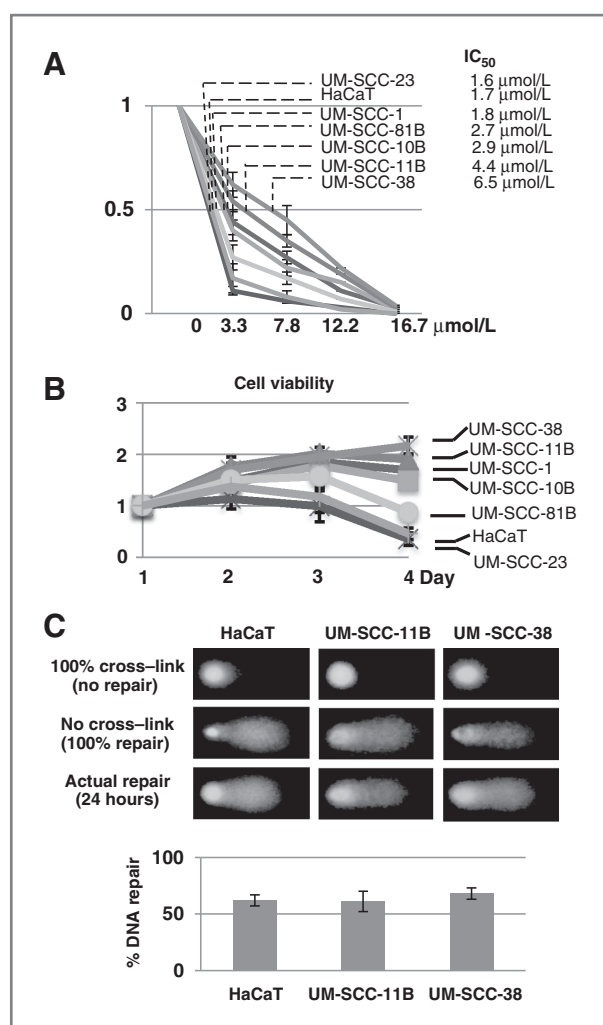 A
IC50
UM-SCC-23 1.6 μmol/L
HaCaT 1.7 μmol/L
UM-SCC-1 1.8 μmol/L
UM-SCC-81B 2.7 μmol/L
UM-SCC-10B 2.9 μmol/L
UM-SCC-11B 4.4 μmol/L
UM-SCC-38 6.5 μmol/L
1
0.5
0
0 3.3 7.8 12.2 16.7 μmol/L
B
Cell viability
3
2
1
0
1 2 3 4 Day
UM-SCC-38
UM-SCC-11B
UM-SCC-1
UM-SCC-10B
UM-SCC-81B
HaCaT
UM-SCC-23
C
HaCaT UM-SCC-11B UM -SCC-38
100% cross–link
(no repair)
No cross–link
(100% repair)
Actual repair
(24 hours)
% DNA repair
100
50
0
HaCaT UM-SCC-11B UM-SCC-38